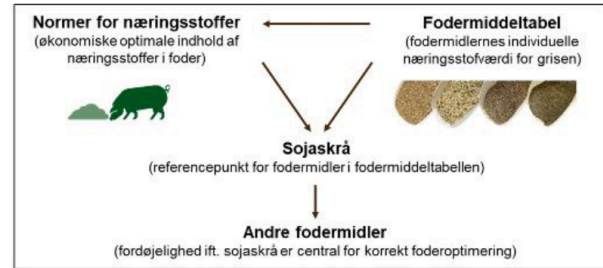 Normer for næringsstoffer
(økonomiske optimale indhold af
næringsstoffer i foder)
Fodermiddeltabel
(fodermidlernes individuelle
næringsstofværdi for grisen)
Sojaskrå
(referencepunkt for fodermidler i fodermiddeltabellen)
Andre fodermidler
(fordøjelighed ift. sojaskrå er central for korrekt foderoptimering)